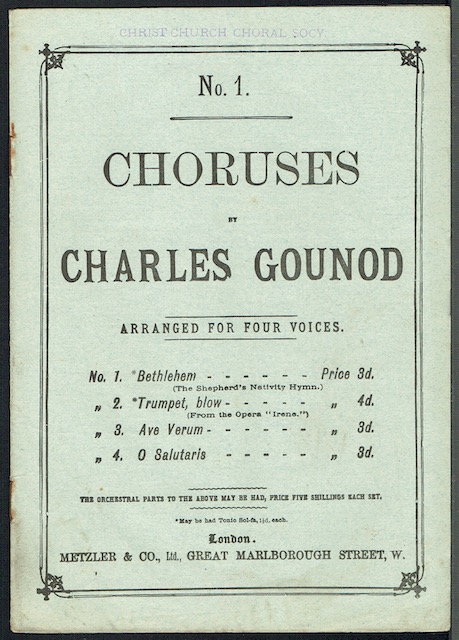 CHRIST CHURCH CHORAL SOCY
No. 1.
CHORUSES
BY
CHARLES GOUNOD
ARRANGED FOR FOUR VOICES.
No. 1. *Bethlehem - - - - - - Price 3d.
(The Shepherd's Nativity Hymn.)
„ 2. *Trumpet, blow - - - - - „ 4d.
(From the Opera "Irene.")
„ 3. Ave Verum - - - - - - „ 3d.
„ 4. O Salutaris - - - - - „ 3d.
THE ORCHESTRAL PARTS TO THE ABOVE MAY BE HAD, PRICE FIVE SHILLINGS EACH SET.
*May be had Tonic Sol-fa, 1½d. each.
London.
METZLER & CO., Ltd., GREAT MARLBOROUGH STREET, W.